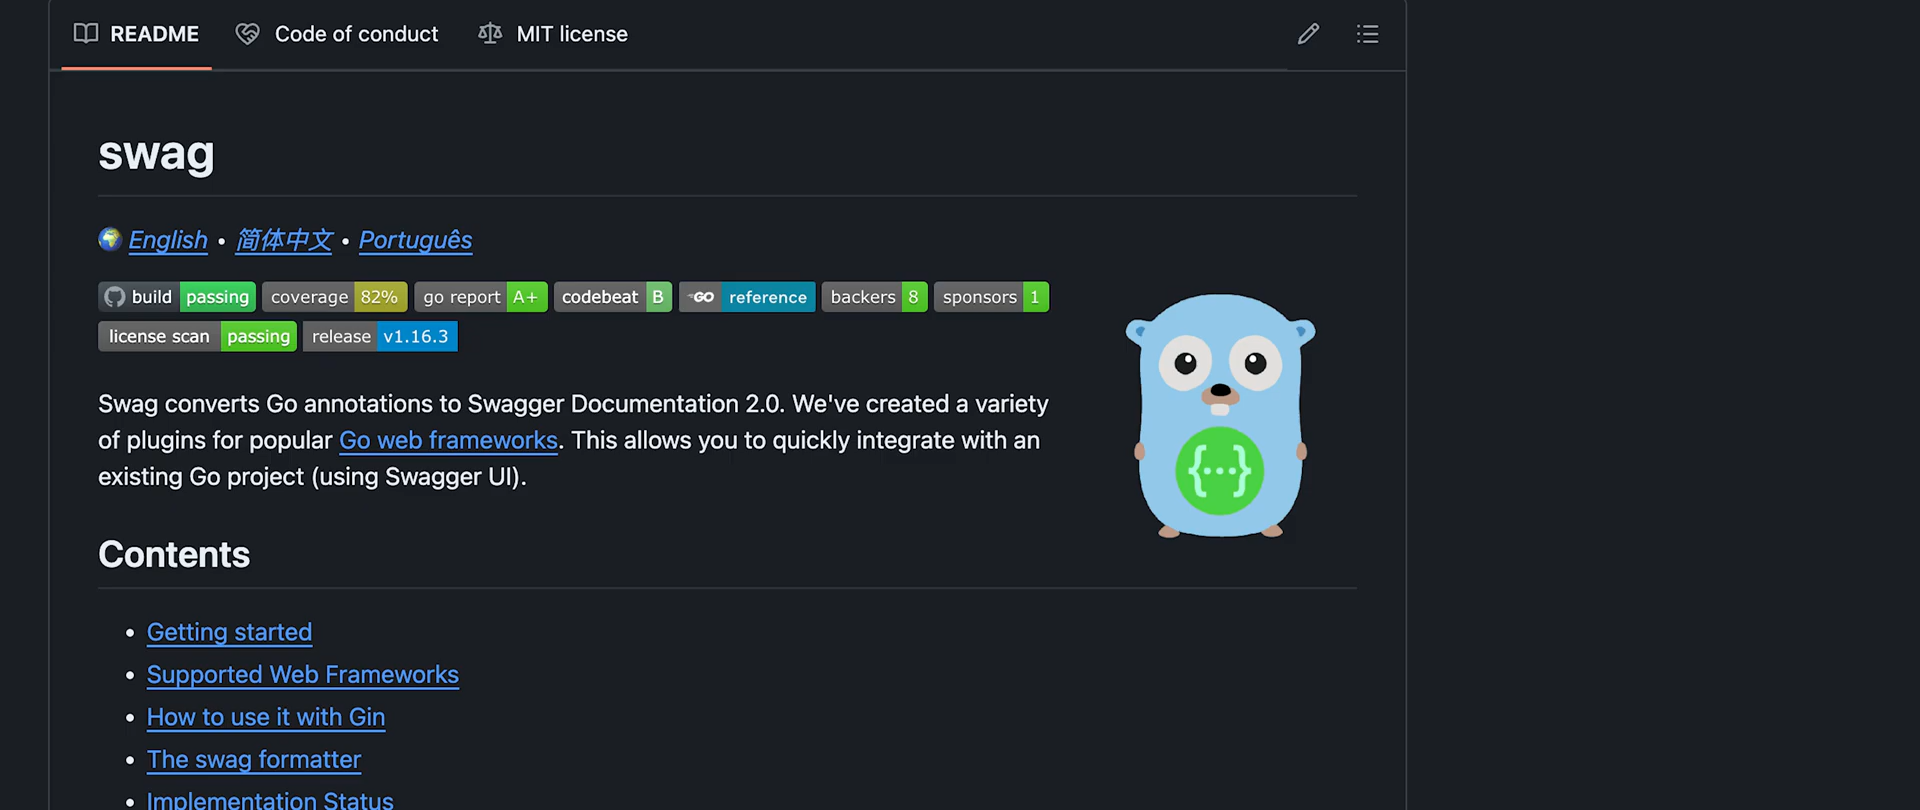 README Code of conduct MIT license
swag
English • 简体中文 • Português
build passing coverage 82% go report A+ codebeat B GO reference backers 8 sponsors 1
license scan passing release v1.16.3
Swag converts Go annotations to Swagger Documentation 2.0. We've created a variety
of plugins for popular Go web frameworks. This allows you to quickly integrate with an
existing Go project (using Swagger UI).
{...}
Contents
• Getting started
• Supported Web Frameworks
• How to use it with Gin
• The swag formatter
• Implementation Status